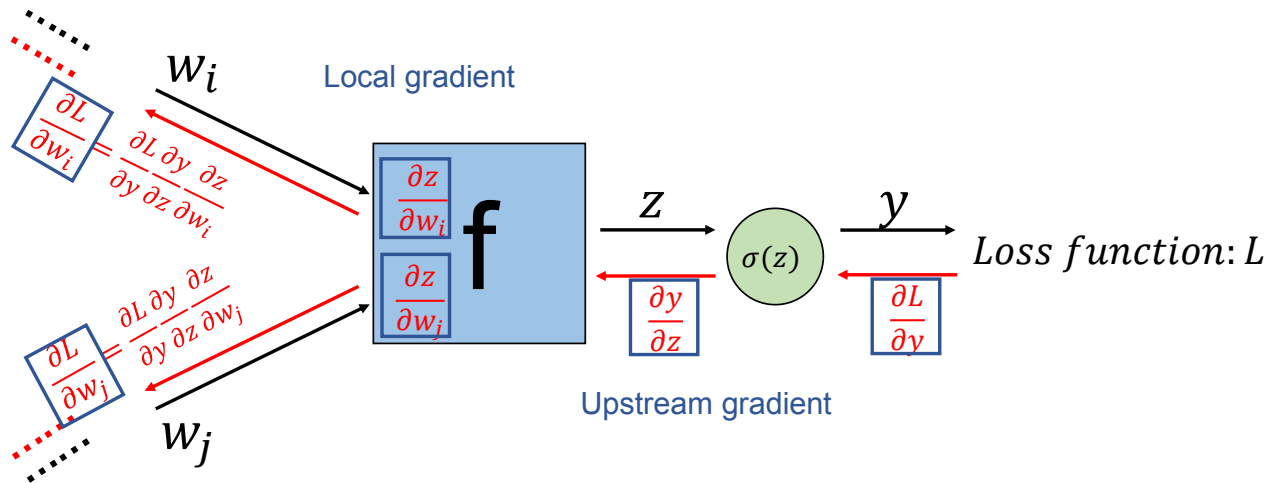 w_i
Local gradient
∂L/∂w_i = ∂L/∂y ∂y/∂z ∂z/∂w_i
∂z/∂w_i
f
∂z/∂w_j
z
σ(z)
y
Loss function: L
∂y/∂z
∂L/∂y
Upstream gradient
∂L/∂w_j = ∂L/∂y ∂y/∂z ∂z/∂w_j
w_j